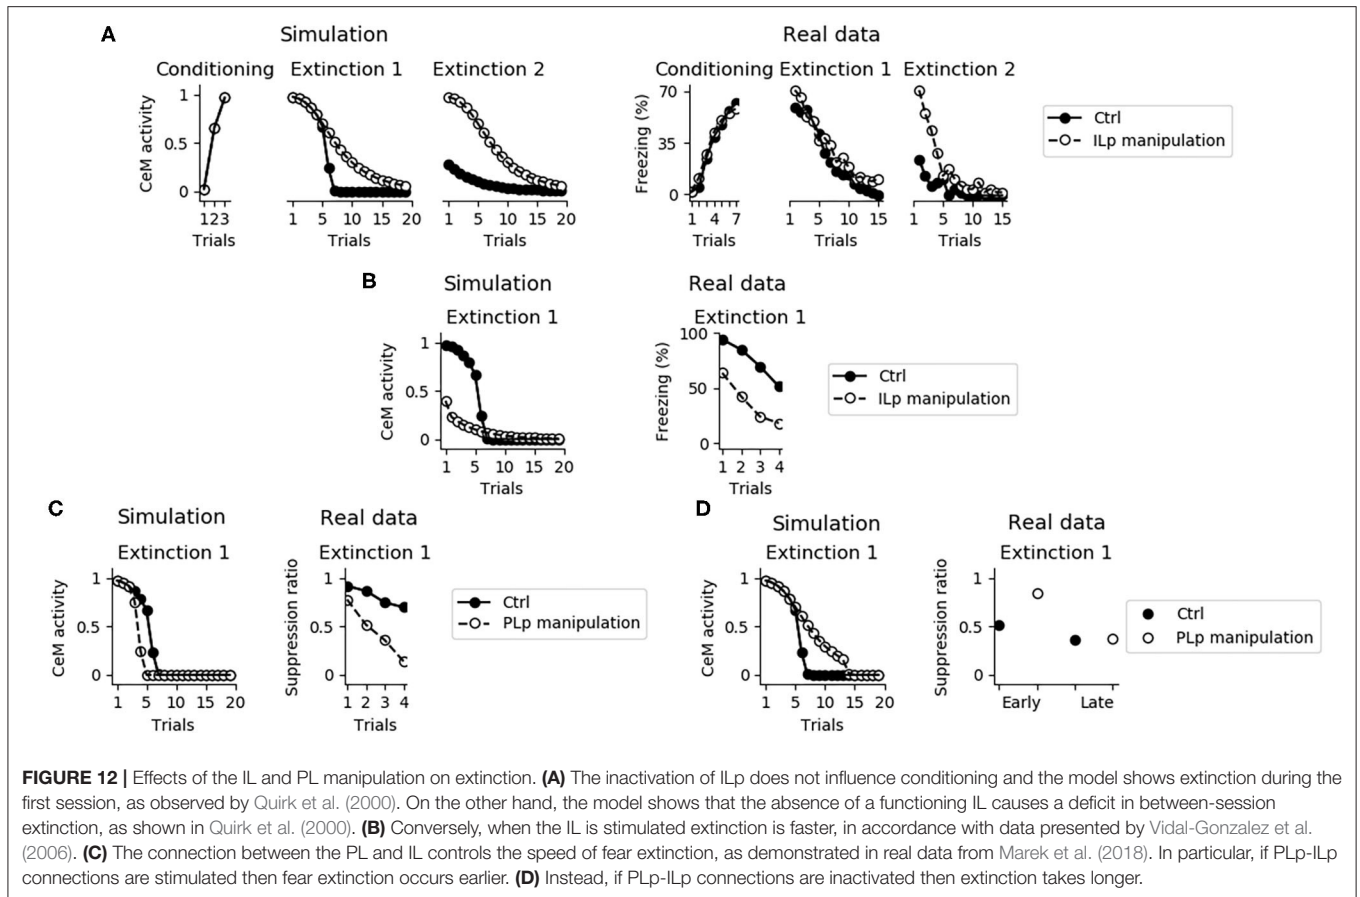 A
Simulation
Real data
Conditioning
Extinction 1
Extinction 2
Conditioning
Extinction 1
Extinction 2
CeM activity
1
0.5
0
123
Trials
1 5 10 15 20
Trials
1 5 10 15 20
Trials
Freezing (%)
70
35
0
1 4 7
Trials
1 5 10 15
Trials
1 5 10 15
Trials
Ctrl
ILp manipulation
B
Simulation
Real data
Extinction 1
Extinction 1
CeM activity
1
0.5
0
1 5 10 15 20
Trials
Freezing (%)
100
50
0
1 2 3 4
Trials
Ctrl
ILp manipulation
C
Simulation
Real data
Extinction 1
Extinction 1
CeM activity
1
0.5
0
1 5 10 15 20
Trials
Suppression ratio
1
0.5
0
1 2 3 4
Trials
Ctrl
PLp manipulation
D
Simulation
Real data
Extinction 1
Extinction 1
CeM activity
1
0.5
0
1 5 10 15 20
Trials
Suppression ratio
1
0.5
0
Early Late
Ctrl
PLp manipulation
FIGURE 12 | Effects of the IL and PL manipulation on extinction. (A) The inactivation of ILp does not influence conditioning and the model shows extinction during the
first session, as observed by Quirk et al. (2000). On the other hand, the model shows that the absence of a functioning IL causes a deficit in between-session
extinction, as shown in Quirk et al. (2000). (B) Conversely, when the IL is stimulated extinction is faster, in accordance with data presented by Vidal-Gonzalez et al.
(2006). (C) The connection between the PL and IL controls the speed of fear extinction, as demonstrated in real data from Marek et al. (2018). In particular, if PLp-ILp
connections are stimulated then fear extinction occurs earlier. (D) Instead, if PLp-ILp connections are inactivated then extinction takes longer.